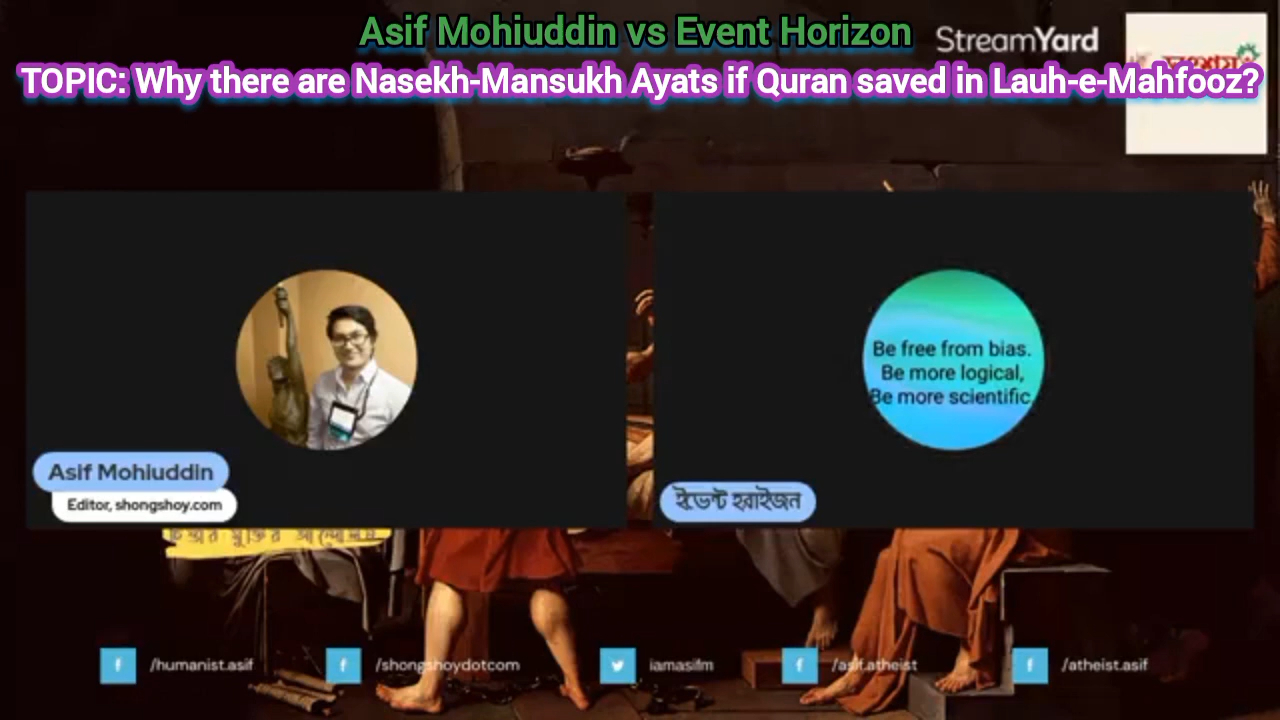 Asif Mohiuddin vs Event Horizon
StreamYard
TOPIC: Why there are Nasekh-Mansukh Ayats if Quran saved in Lauh-e-Mahfooz?
Be free from bias.
Be more logical,
Be more scientific
Asif Mohiuddin
Editor, shongshoy.com
ইভেন্ট হরাইজন
/humanist.asif
/shongshoydotcom
iamasifm
/asif.atheist
/atheist.asif